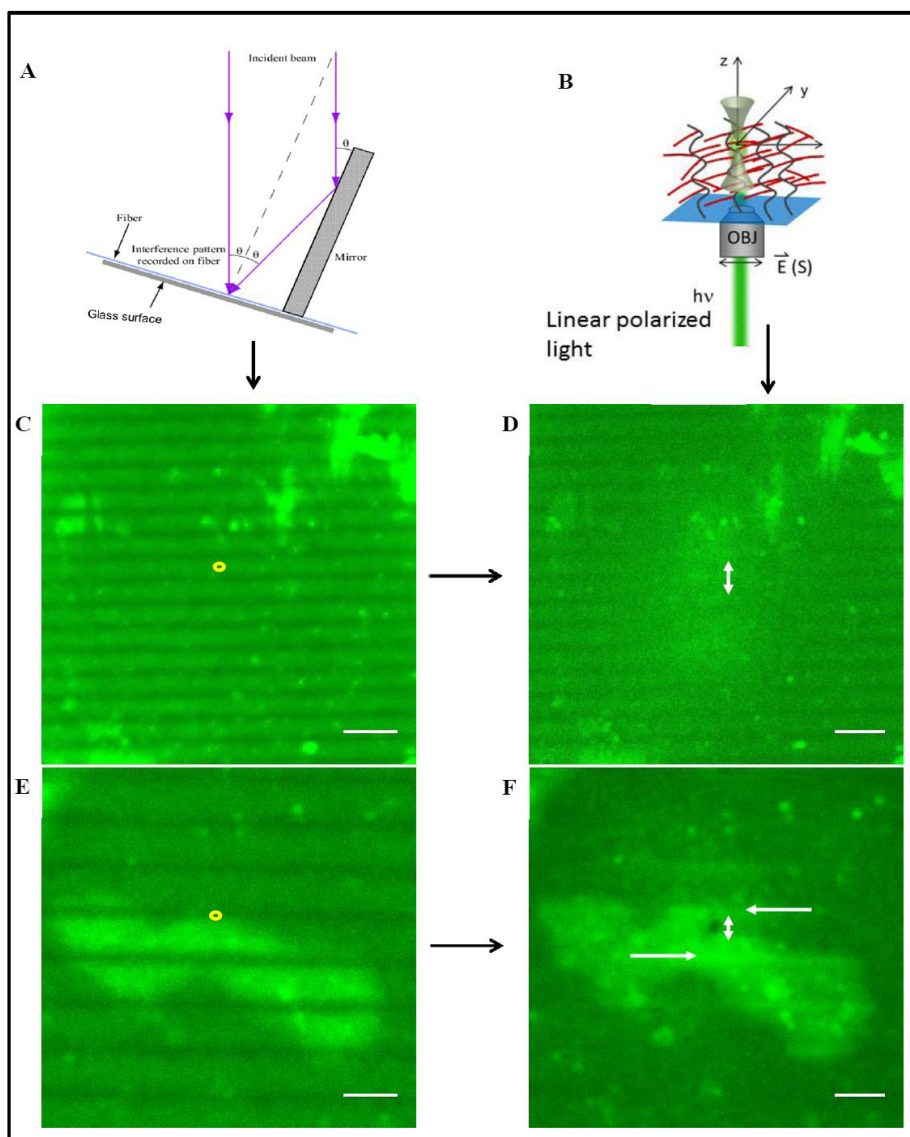 A
Incident beam
θ
Fiber
Interference pattern
recorded on fiber
θ
θ
Mirror
Glass surface
B
z
y
OBJ
E (S)
hν
Linear polarized
light
C
D
E
F